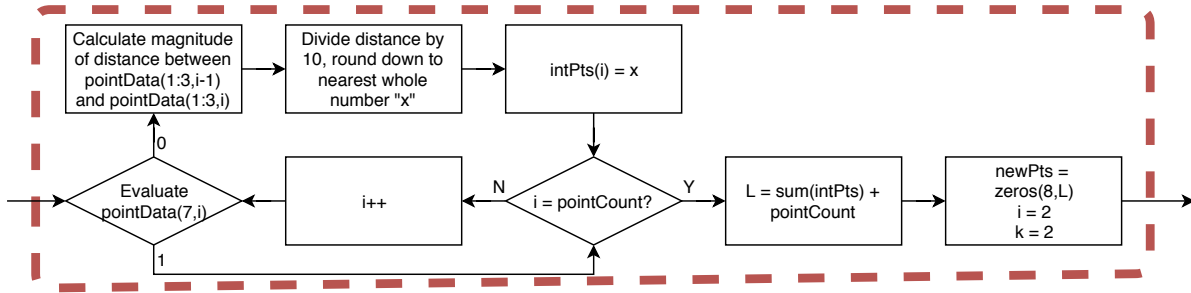 Calculate magnitude
of distance between
pointData(1:3,i-1)
and pointData(1:3,i)
Divide distance by
10, round down to
nearest whole
number "x"
intPts(i) = x
0
Evaluate
pointData(7,i)
1
i++
N
i = pointCount?
Y
L = sum(intPts) +
pointCount
newPts =
zeros(8,L)
i = 2
k = 2